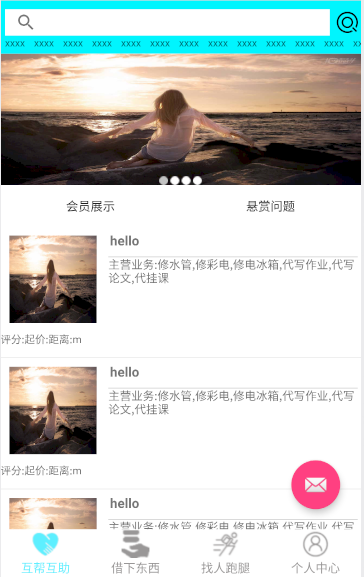 xxxx xxxx xxxx xxxx xxxx xxxx xxxx xxxx xxxx xxxx xxxx xxxx x
会员展示
悬赏问题
hello
主营业务:修水管,修彩电,修电冰箱,代写作业,代写
论文,代挂课
评分:起价:距离:m
hello
主营业务:修水管,修彩电,修电冰箱,代写作业,代写
论文,代挂课
评分:起价:距离:m
hello
主营业务:修水管,修彩电,修电冰箱,代写作业,代写
互帮互助
借下东西
找人跑腿
个人中心